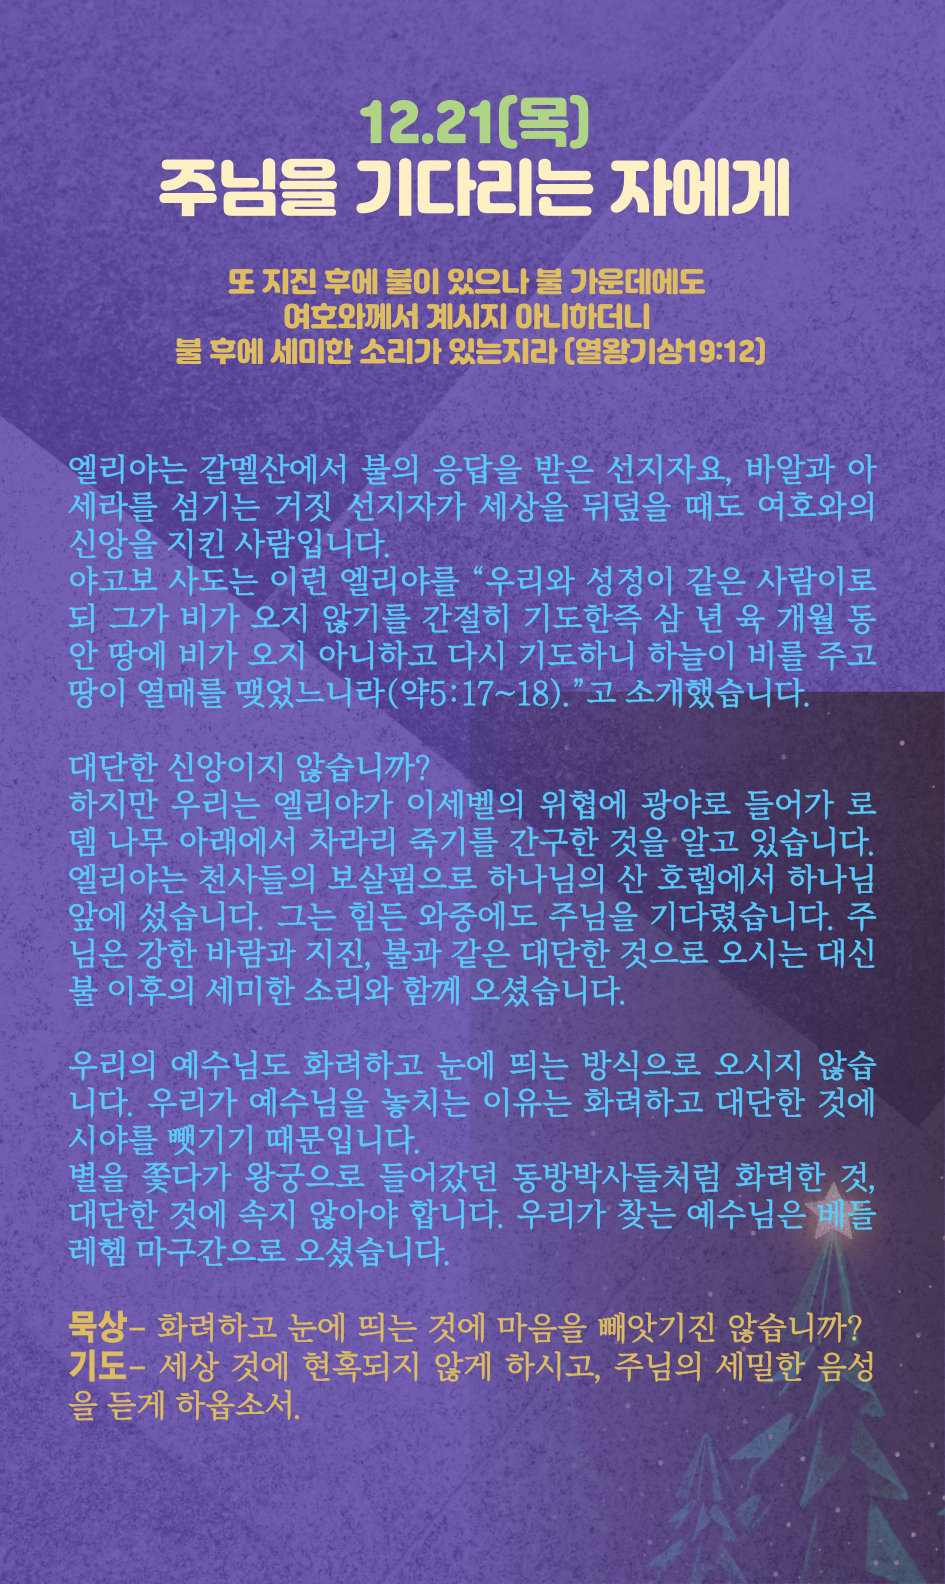 12.21(목)
주님을 기다리는 자에게
또 지진 후에 불이 있으나 불 가운데에도
여호와께서 계시지 아니하더니
불 후에 세미한 소리가 있는지라 (열왕기상19:12)
엘리야는 갈멜산에서 불의 응답을 받은 선지자요, 바알과 아
세라를 섬기는 거짓 선지자가 세상을 뒤덮을 때도 여호와의
신앙을 지킨 사람입니다.
야고보 사도는 이런 엘리야를 “우리와 성정이 같은 사람이로
되 그가 비가 오지 않기를 간절히 기도한즉 삼 년 육 개월 동
안 땅에 비가 오지 아니하고 다시 기도하니 하늘이 비를 주고
땅이 열매를 맺었느니라(약5:17~18).”고 소개했습니다.
대단한 신앙이지 않습니까?
하지만 우리는 엘리야가 이세벨의 위협에 광야로 들어가 로
뎀 나무 아래에서 차라리 죽기를 간구한 것을 알고 있습니다.
엘리야는 천사들의 보살핌으로 하나님의 산 호렙에서 하나님
앞에 섰습니다. 그는 힘든 와중에도 주님을 기다렸습니다. 주
님은 강한 바람과 지진, 불과 같은 대단한 것으로 오시는 대신
불 이후의 세미한 소리와 함께 오셨습니다.
우리의 예수님도 화려하고 눈에 띄는 방식으로 오시지 않습
니다. 우리가 예수님을 놓치는 이유는 화려하고 대단한 것에
시야를 뺏기기 때문입니다.
별을 쫓다가 왕궁으로 들어갔던 동방박사들처럼 화려한 것,
대단한 것에 속지 않아야 합니다. 우리가 찾는 예수님은 베들
레헴 마구간으로 오셨습니다.
묵상- 화려하고 눈에 띄는 것에 마음을 빼앗기진 않습니까?
기도- 세상 것에 현혹되지 않게 하시고, 주님의 세밀한 음성
을 듣게 하옵소서.